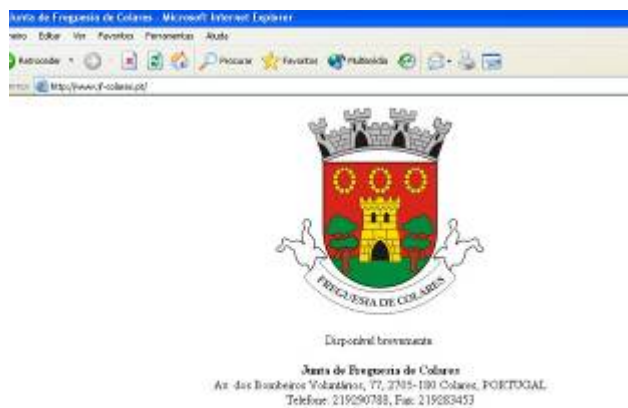 Junta de Freguesia de Colares - Microsoft Internet Explorer
Editar Ver Favoritos Ferramentas Ajuda
Retroceder Procurar Favoritos Multimédia
http://www.jf-colares.pt/
FREGUESIA DE COLARES
Disponível brevemente
Junta de Freguesia de Colares
Av. dos Bombeiros Voluntários, 77, 2705-180 Colares, PORTUGAL
Telefone: 219290788, Fax: 219283453